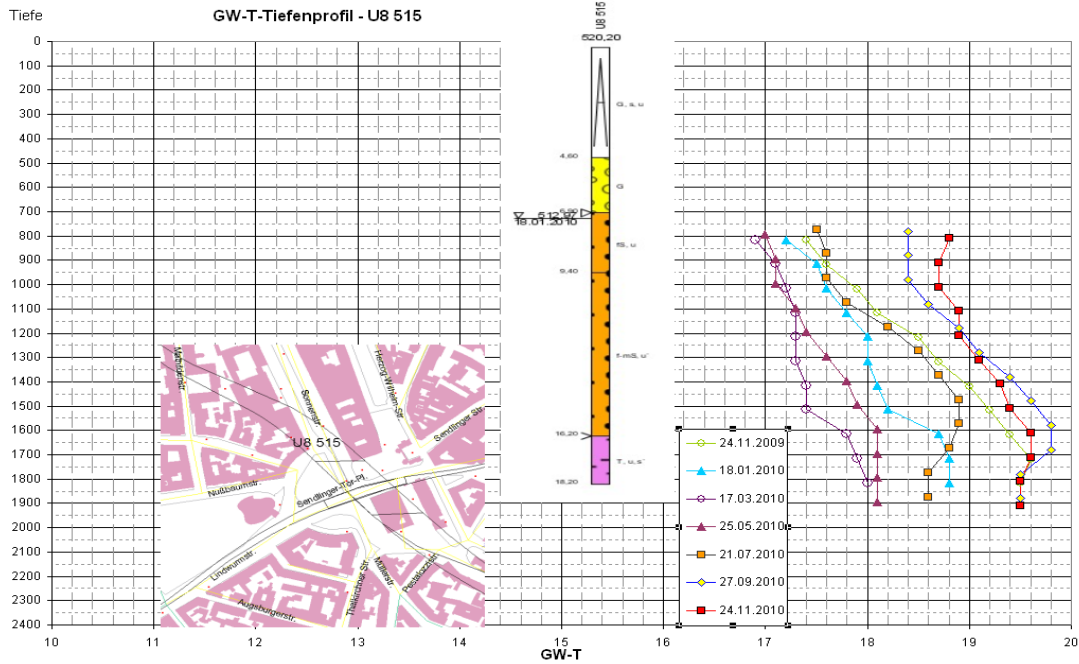 Tiefe
GW-T-Tiefenprofil - U8 515
U8 515
520,20
0
100
200
300
400
500
600
700
800
900
1000
1100
1200
1300
1400
1500
1600
1700
1800
1900
2000
2100
2200
2300
2400
G, s, u
4,60
G
512,97
18.01.2010
fS, u
9,40
f-mS, u'
16,20
T, u, s'
18,20
Herzog-Wilhelm-Str.
Sonnenstr.
Sendlinger Str.
U8 515
Nußbaumstr.
Sendlinger-Tor-Pl.
Lindwurmstr.
Müllerstr.
Pestalozzistr.
Thalkirchner Str.
Augsburgerstr.
24.11.2009
18.01.2010
17.03.2010
25.05.2010
21.07.2010
27.09.2010
24.11.2010
10
11
12
13
14
15
16
17
18
19
20
GW-T